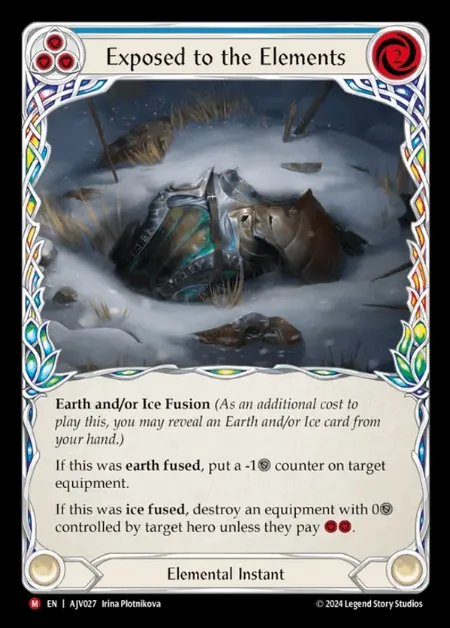 Exposed to the Elements
2
Earth and/or Ice Fusion (As an additional cost to
play this, you may reveal an Earth and/or Ice card from
your hand.)
If this was earth fused, put a -1 counter on target
equipment.
If this was ice fused, destroy an equipment with 0
controlled by target hero unless they pay .
Elemental Instant
M EN | AJV027 | Irina Plotnikova © 2024 Legend Story Studios